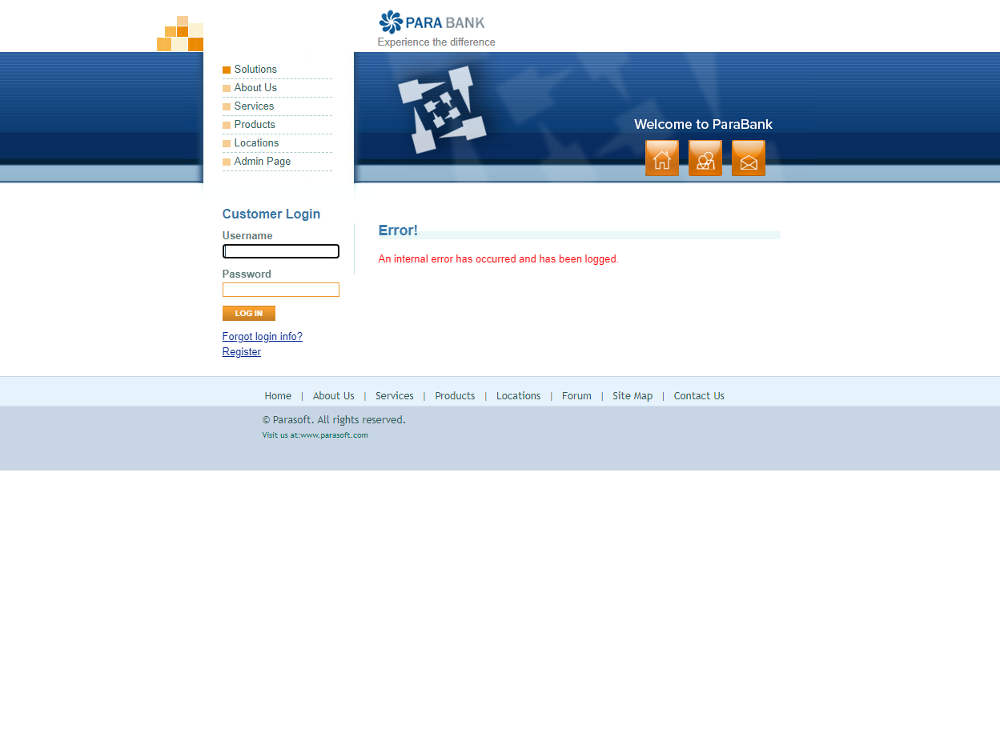 PARA BANK
Experience the difference
Solutions
About Us
Services
Products
Locations
Admin Page
Welcome to ParaBank
Customer Login
Username
Password
LOG IN
Forgot login info?
Register
Error!
An internal error has occurred and has been logged.
Home | About Us | Services | Products | Locations | Forum | Site Map | Contact Us
© Parasoft. All rights reserved.
Visit us at:www.parasoft.com